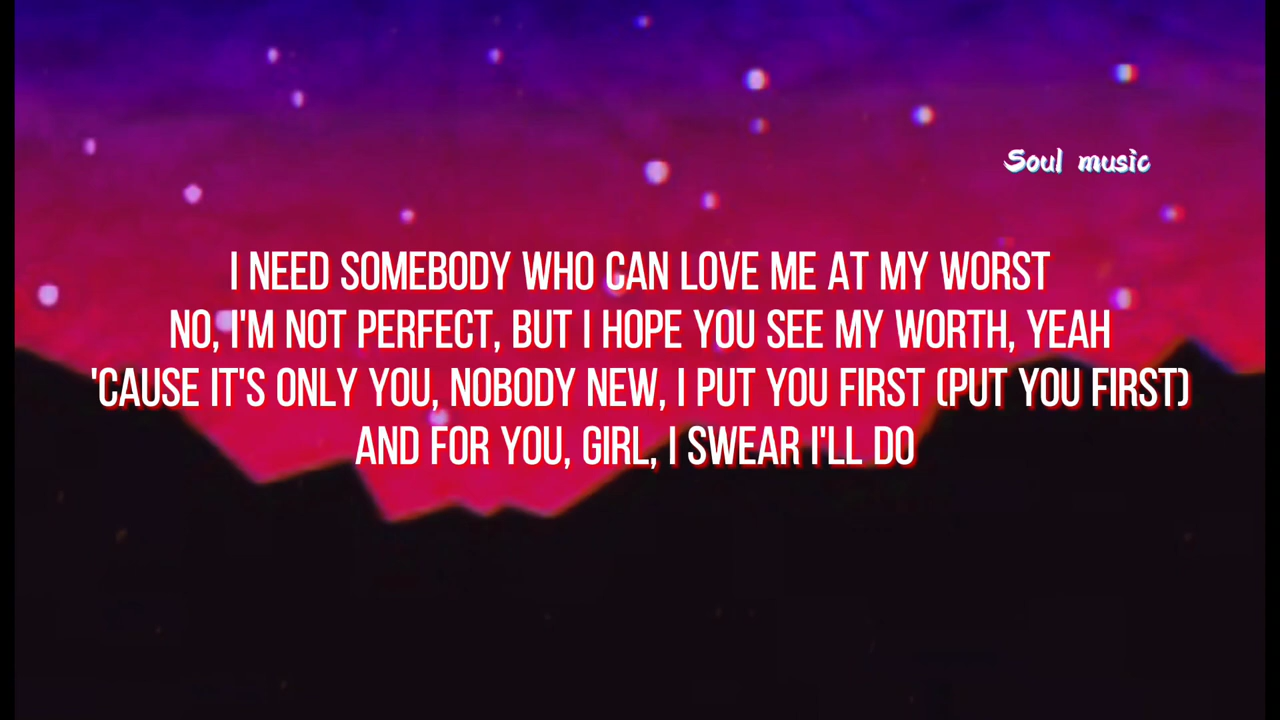 Soul music
I NEED SOMEBODY WHO CAN LOVE ME AT MY WORST
NO, I'M NOT PERFECT, BUT I HOPE YOU SEE MY WORTH, YEAH
'CAUSE IT'S ONLY YOU, NOBODY NEW, I PUT YOU FIRST (PUT YOU FIRST)
AND FOR YOU, GIRL, I SWEAR I'LL DO